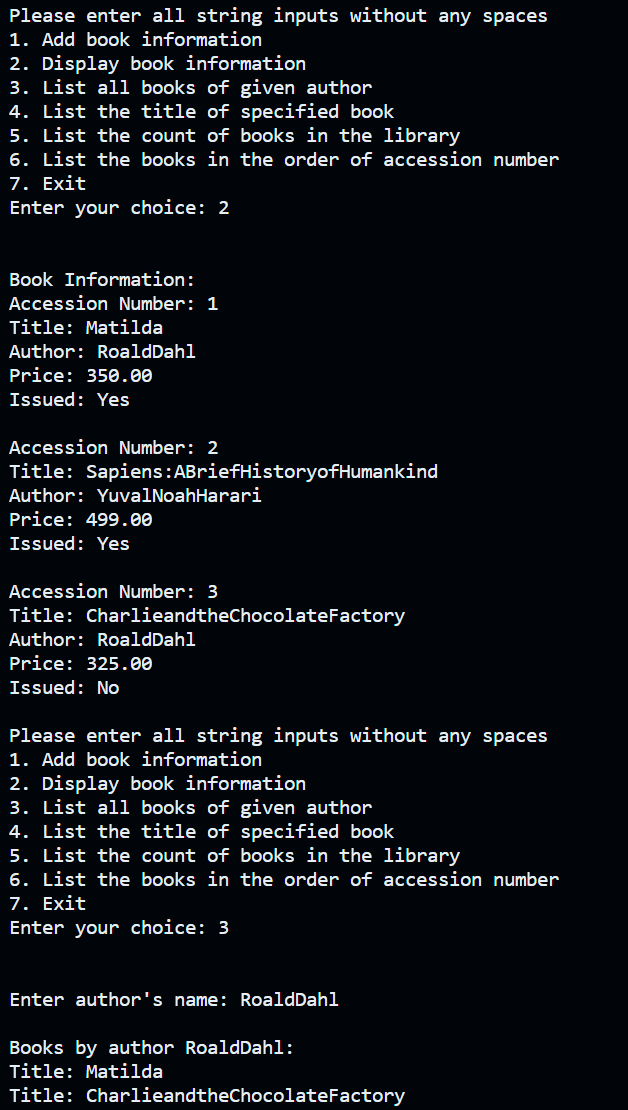 Please enter all string inputs without any spaces
1. Add book information
2. Display book information
3. List all books of given author
4. List the title of specified book
5. List the count of books in the library
6. List the books in the order of accession number
7. Exit
Enter your choice: 2
Book Information:
Accession Number: 1
Title: Matilda
Author: RoaldDahl
Price: 350.00
Issued: Yes
Accession Number: 2
Title: Sapiens:ABriefHistoryofHumankind
Author: YuvalNoahHarari
Price: 499.00
Issued: Yes
Accession Number: 3
Title: CharlieandtheChocolateFactory
Author: RoaldDahl
Price: 325.00
Issued: No
Please enter all string inputs without any spaces
1. Add book information
2. Display book information
3. List all books of given author
4. List the title of specified book
5. List the count of books in the library
6. List the books in the order of accession number
7. Exit
Enter your choice: 3
Enter author's name: RoaldDahl
Books by author RoaldDahl:
Title: Matilda
Title: CharlieandtheChocolateFactory